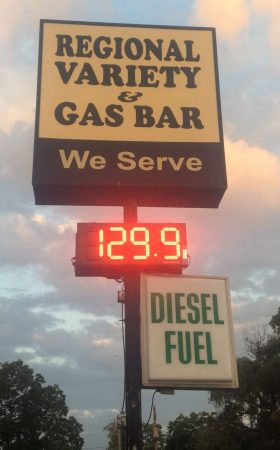 REGIONAL
VARIETY
&
GAS BAR
We Serve
129.9
DIESEL
FUEL